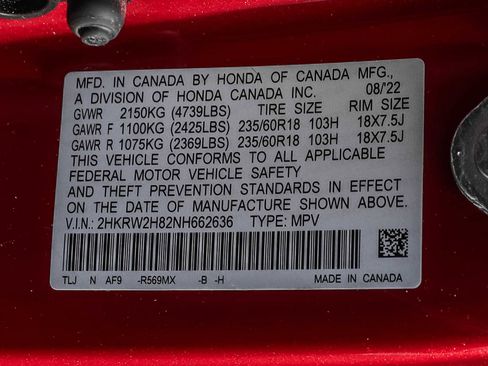 MFD. IN CANADA BY HONDA OF CANADA MFG.,
A DIVISION OF HONDA CANADA INC. 08/'22
GVWR 2150KG (4739LBS) TIRE SIZE RIM SIZE
GAWR F 1100KG (2425LBS) 235/60R18 103H 18X7.5J
GAWR R 1075KG (2369LBS) 235/60R18 103H 18X7.5J
THIS VEHICLE CONFORMS TO ALL APPLICABLE
FEDERAL MOTOR VEHICLE SAFETY
AND THEFT PREVENTION STANDARDS IN EFFECT
ON THE DATE OF MANUFACTURE SHOWN ABOVE.
V.I.N.: 2HKRW2H82NH662636 TYPE: MPV
TLJ N AF9 -R569MX -B -H MADE IN CANADA